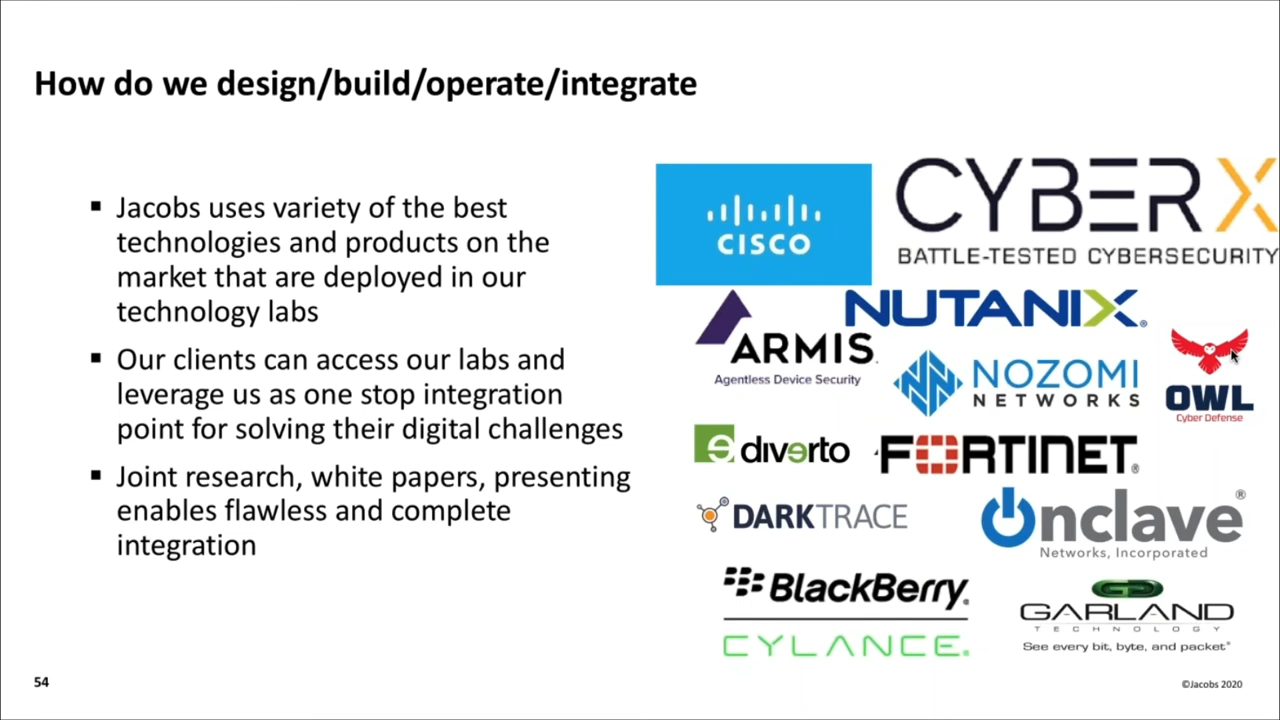 How do we design/build/operate/integrate
▪ Jacobs uses variety of the best
technologies and products on the
market that are deployed in our
technology labs
▪ Our clients can access our labs and
leverage us as one stop integration
point for solving their digital challenges
▪ Joint research, white papers, presenting
enables flawless and complete
integration
CISCO
CYBERX
BATTLE-TESTED CYBERSECURITY
NUTANIX®
ARMIS
Agentless Device Security
NOZOMI
NETWORKS
OWL
Cyber Defense
diverto
FORTINET®
DARKTRACE
Onclave®
Networks, Incorporated
BlackBerry®
CYLANCE®
GARLAND
TECHNOLOGY
See every bit, byte, and packet®
54
©Jacobs 2020